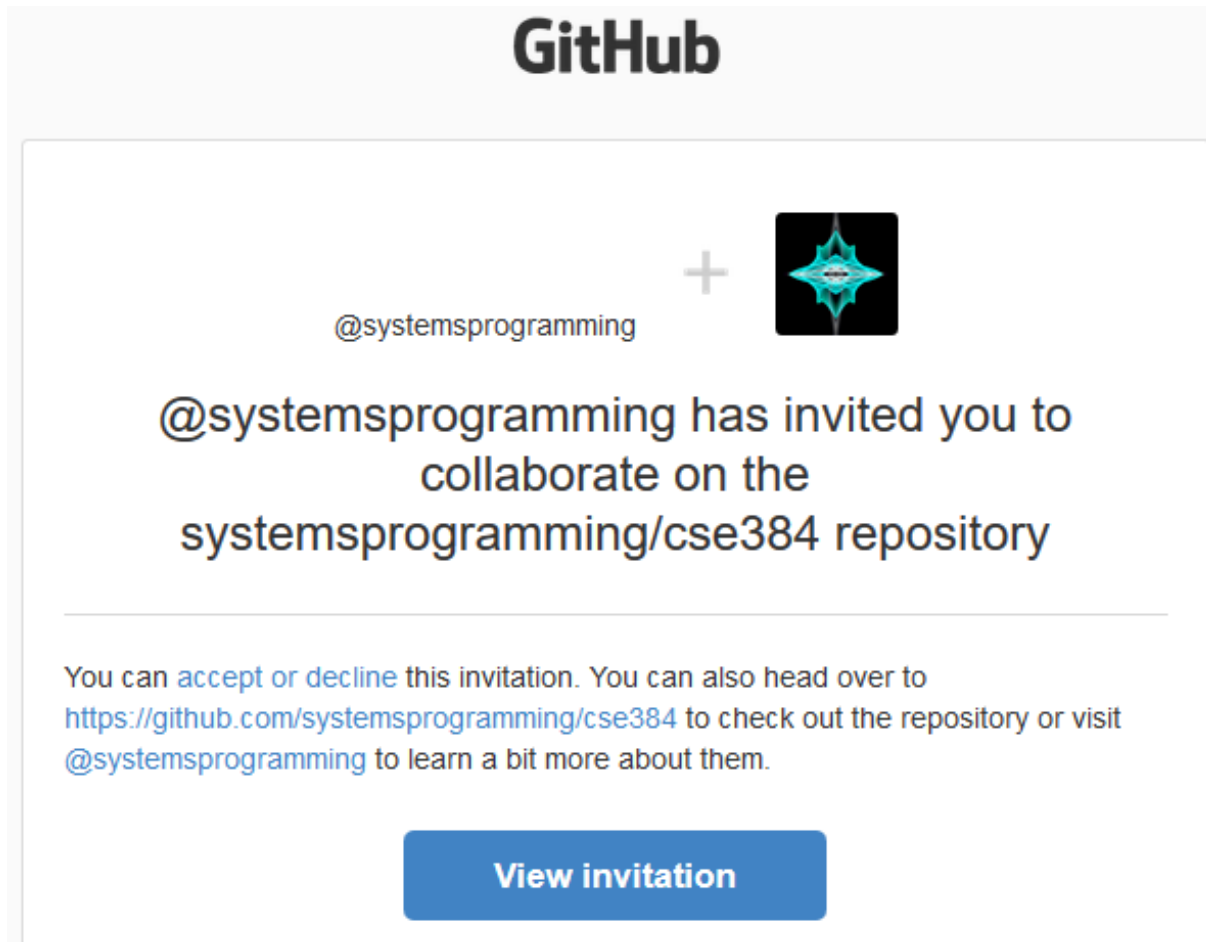 GitHub
@systemsprogramming
@systemsprogramming has invited you to
collaborate on the
systemsprogramming/cse384 repository
You can accept or decline this invitation. You can also head over to
https://github.com/systemsprogramming/cse384 to check out the repository or visit
@systemsprogramming to learn a bit more about them.
View invitation